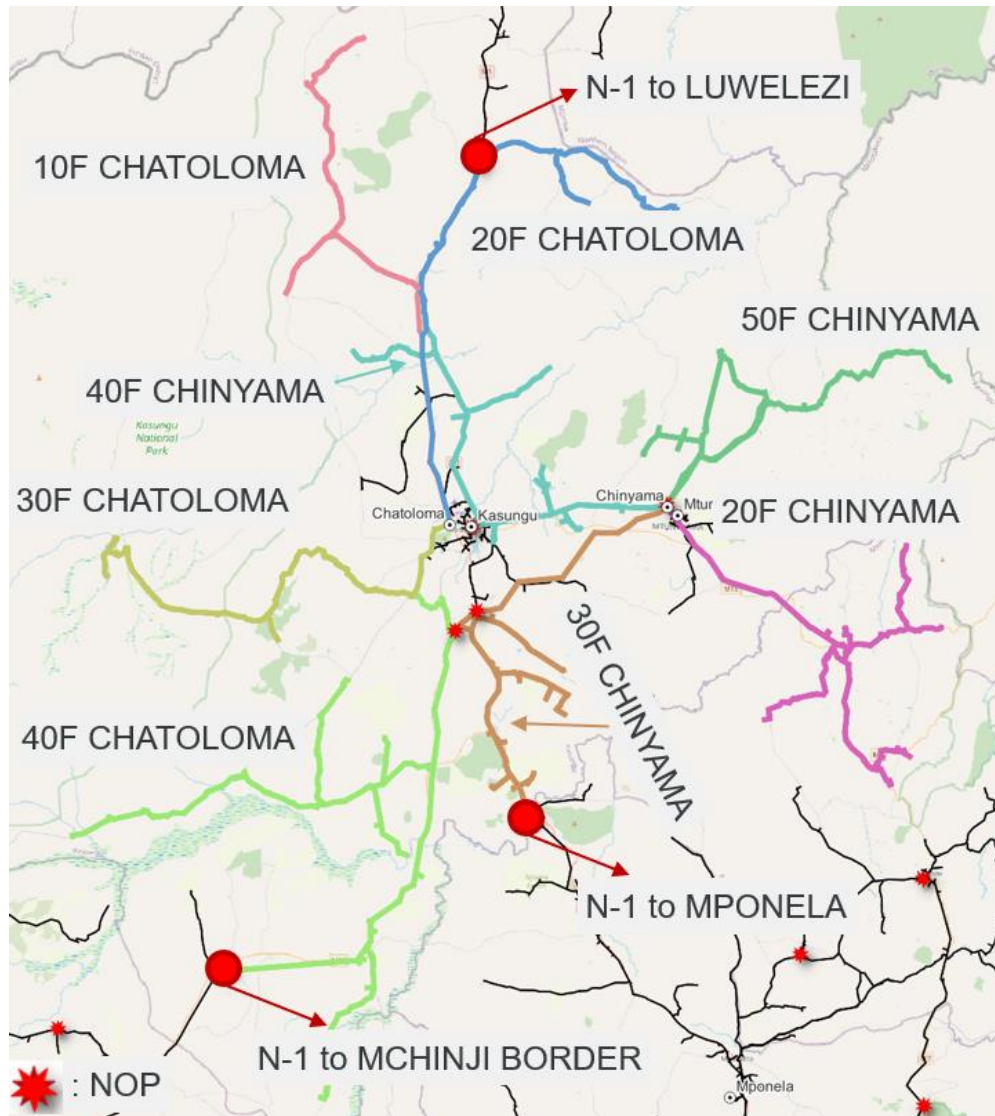 N-1 to LUWELEZI
10F CHATOLOMA
20F CHATOLOMA
50F CHINYAMA
40F CHINYAMA
Kasungu
National
Park
30F CHATOLOMA
Chatoloma
Kasungu
Chinyama
Mtur
20F CHINYAMA
30F CHINYAMA
40F CHATOLOMA
N-1 to MPONELA
N-1 to MCHINJI BORDER
: NOP
Mponela